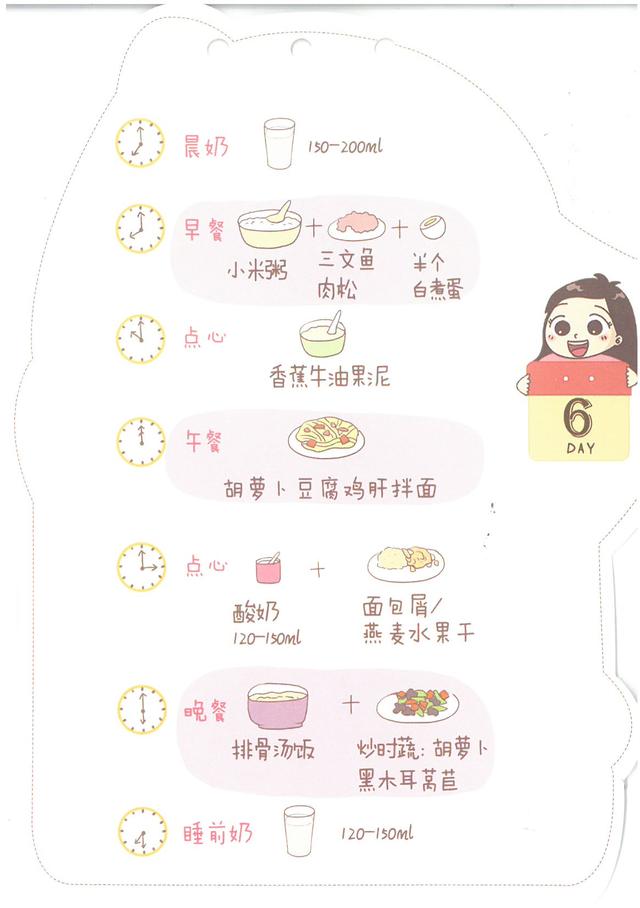 晨奶
150-200ml
早餐
小米粥
三文鱼
肉松
半个
白煮蛋
点心
香蕉牛油果泥
6
DAY
午餐
胡萝卜豆腐鸡肝拌面
点心
酸奶
120-150ml
面包屑/
燕麦水果干
晚餐
排骨汤饭
炒时蔬:胡萝卜
黑木耳莴苣
睡前奶
120-150ml